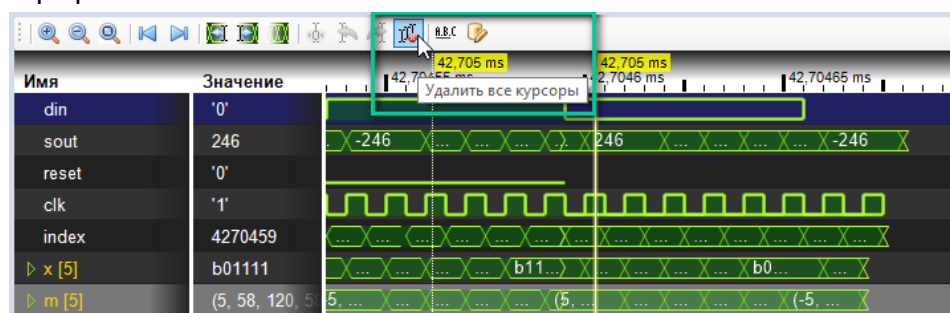 A.B.C
42,705 ms 42,705 ms
Имя Значение 42,70455 ms 42,7046 ms 42,70465 ms
Удалить все курсоры
din '0'
sout 246 ... -246 ... ... ... ... 246 ... ... ... -246
reset '0'
clk '1'
index 4270459 ... ... ... ... ... ... ... ... ... ... ...
x [5] b01111 ... ... ... b11... ... ... ... b0... ...
m [5] (5, 58, 120, 5, ... ... ... ... (5, ... ... ... (-5, ...